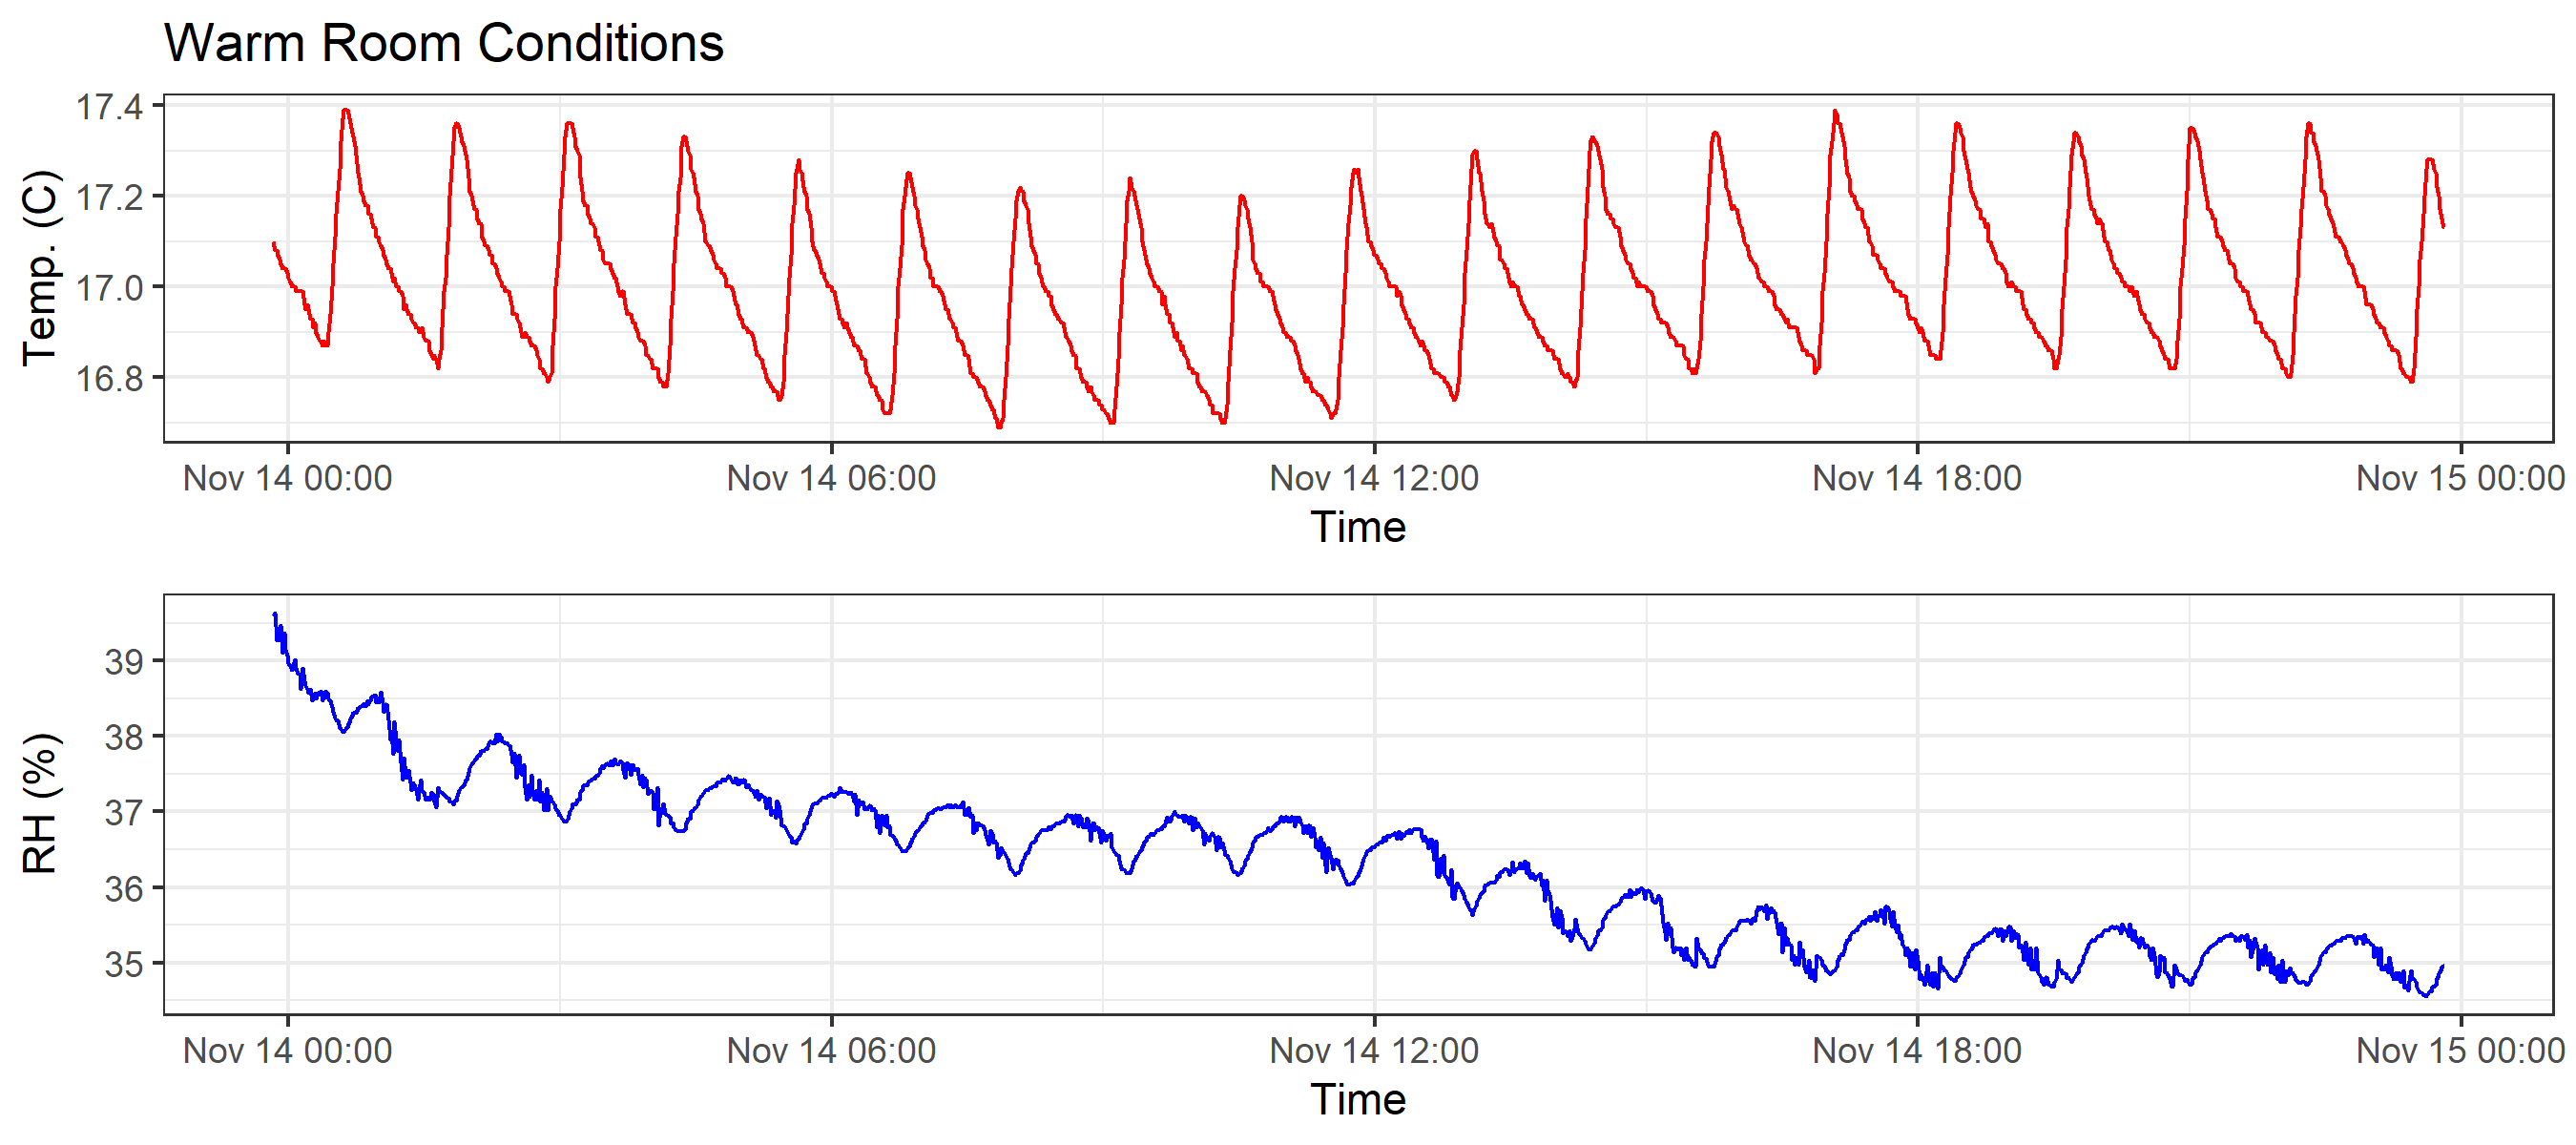 Warm Room Conditions
17.4
17.2
17.0
16.8
Temp. (C)
Nov 14 00:00 Nov 14 06:00 Nov 14 12:00 Nov 14 18:00 Nov 15 00:00
Time
39
38
37
36
35
RH (%)
Nov 14 00:00 Nov 14 06:00 Nov 14 12:00 Nov 14 18:00 Nov 15 00:00
Time